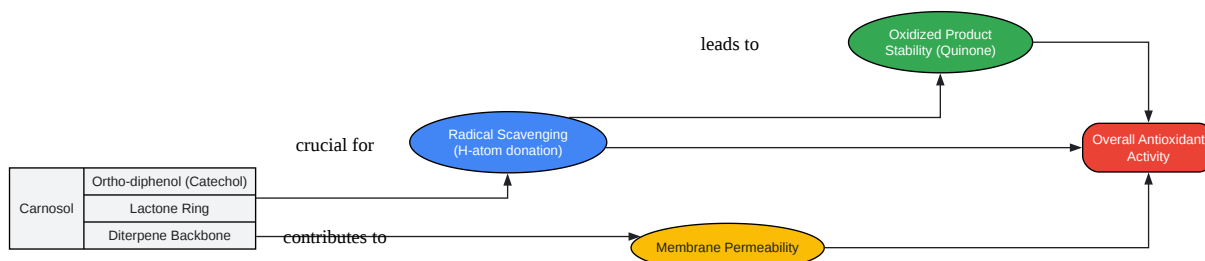 leads to
Oxidized Product
Stability (Quinone)
crucial for
Radical Scavenging
(H-atom donation)
Overall Antioxidant
Activity
Carnosol
Ortho-diphenol (Catechol)
Lactone Ring
Diterpene Backbone
contributes to
Membrane Permeability